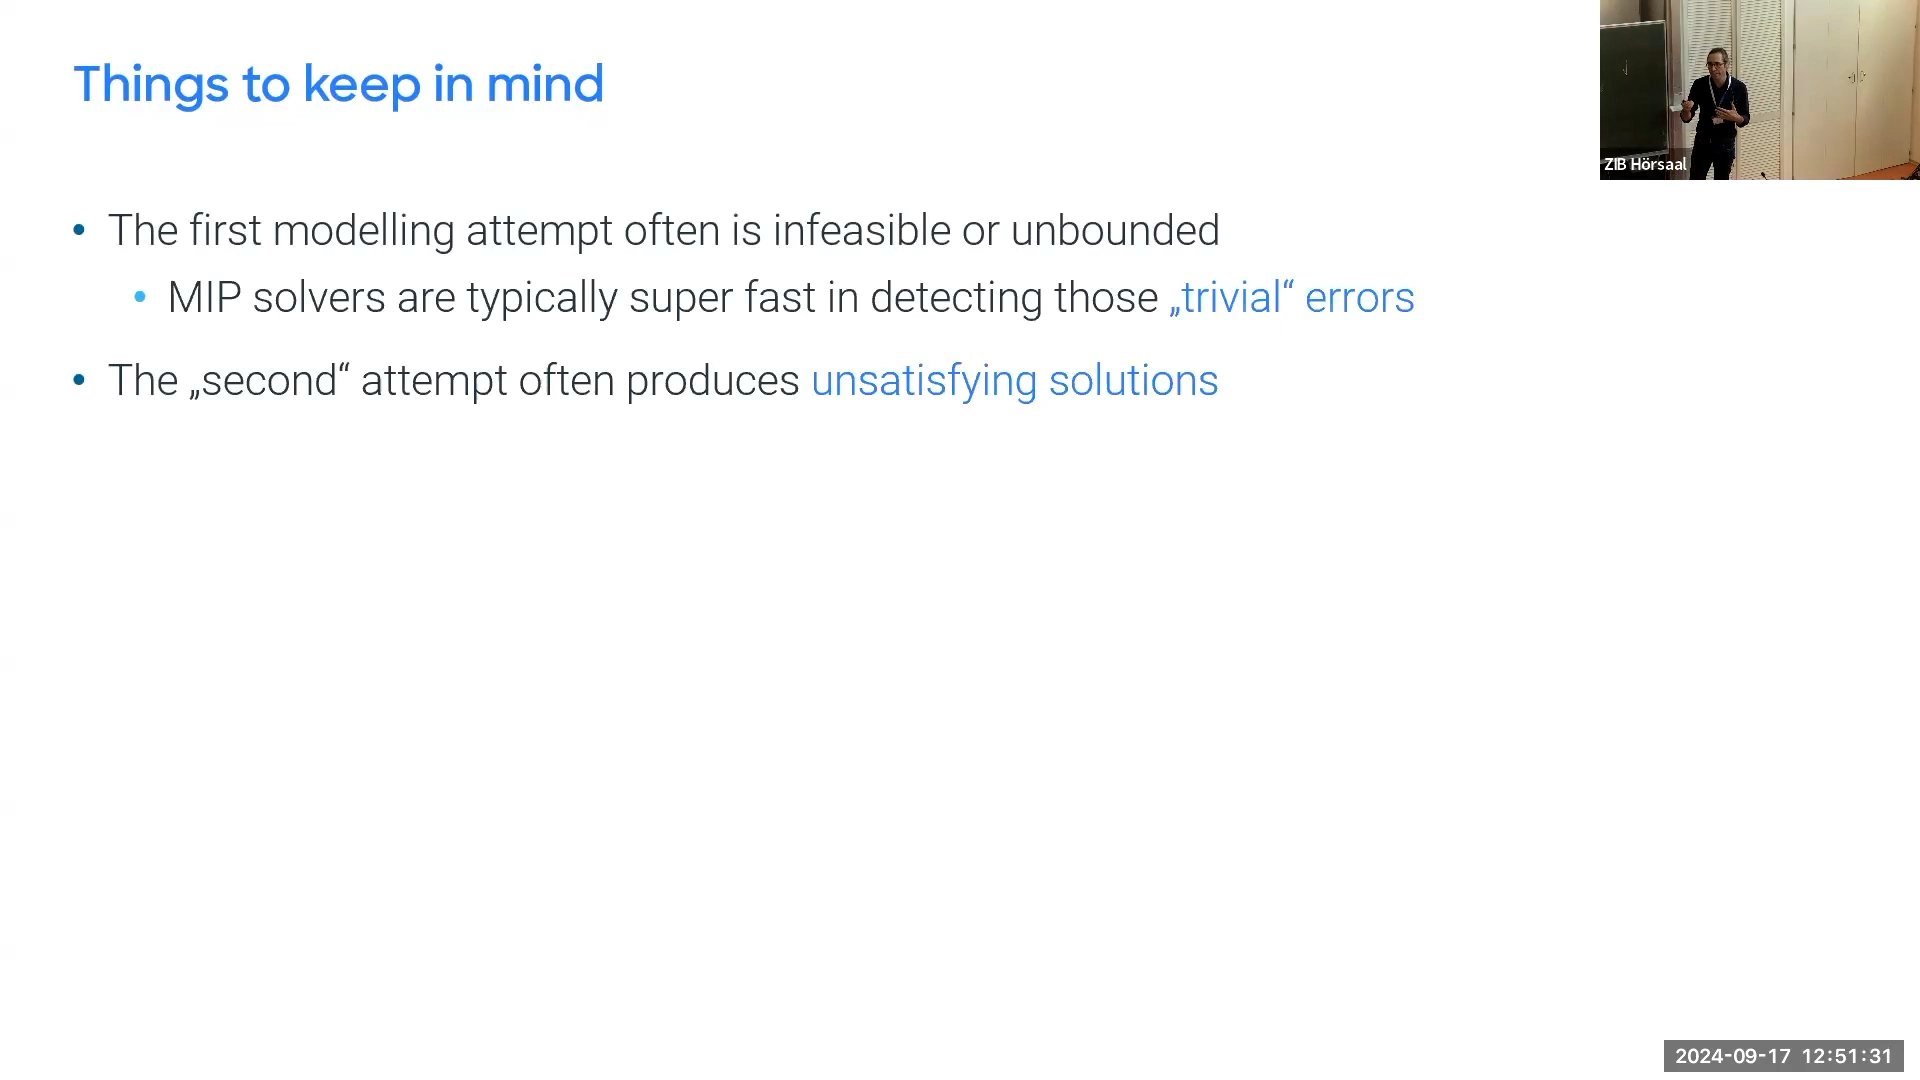 Things to keep in mind
ZIB Hörsaal
• The first modelling attempt often is infeasible or unbounded
• MIP solvers are typically super fast in detecting those „trivial“ errors
• The „second“ attempt often produces unsatisfying solutions
2024-09-17 12:51:31